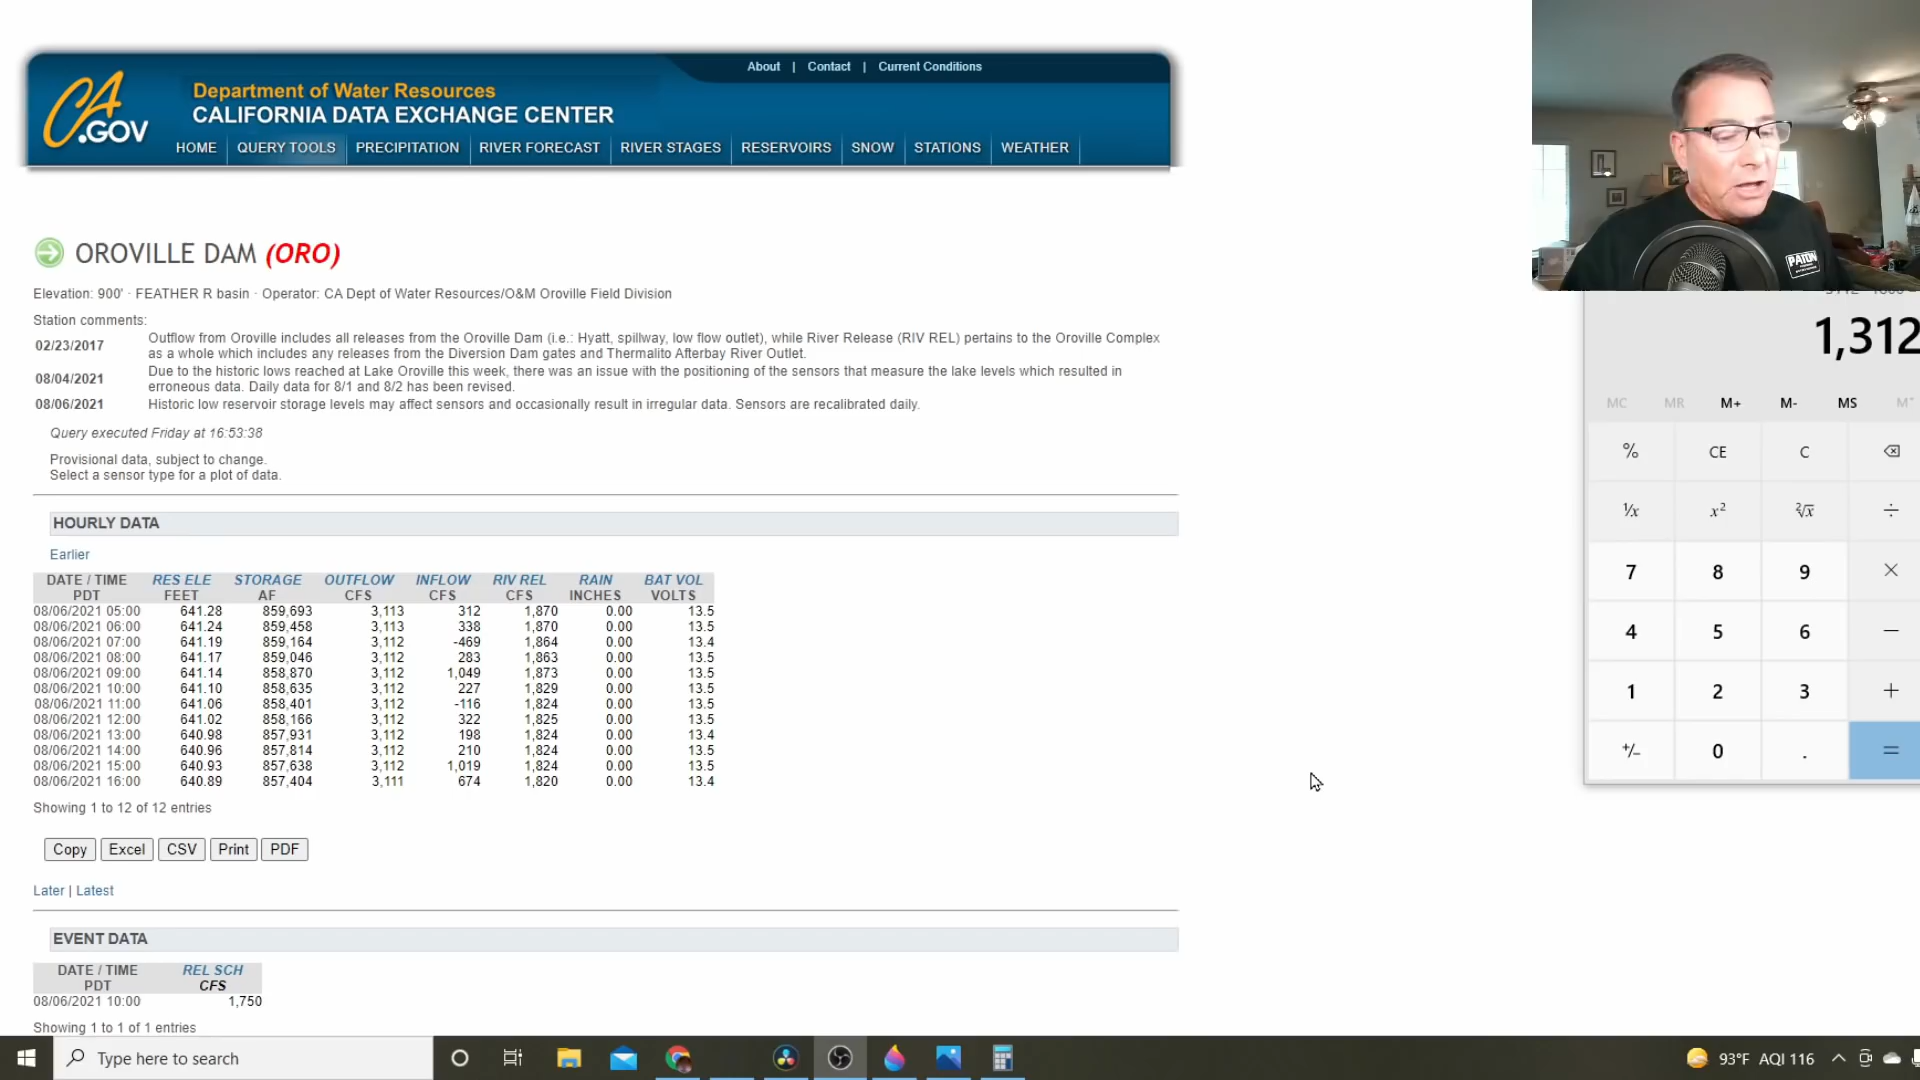 About | Contact | Current Conditions
CA.GOV
Department of Water Resources
CALIFORNIA DATA EXCHANGE CENTER
HOME QUERY TOOLS PRECIPITATION RIVER FORECAST RIVER STAGES RESERVOIRS SNOW STATIONS WEATHER
OROVILLE DAM (ORO)
Elevation: 900' · FEATHER R basin · Operator: CA Dept of Water Resources/O&M Oroville Field Division
Station comments:
02/23/2017 Outflow from Oroville includes all releases from the Oroville Dam (i.e.: Hyatt, spillway, low flow outlet), while River Release (RIV REL) pertains to the Oroville Complex
as a whole which includes any releases from the Diversion Dam gates and Thermalito Afterbay River Outlet.
08/04/2021 Due to the historic lows reached at Lake Oroville this week, there was an issue with the positioning of the sensors that measure the lake levels which resulted in
erroneous data. Daily data for 8/1 and 8/2 has been revised.
08/06/2021 Historic low reservoir storage levels may affect sensors and occasionally result in irregular data. Sensors are recalibrated daily.
Query executed Friday at 16:53:38
Provisional data, subject to change.
Select a sensor type for a plot of data.
HOURLY DATA
Earlier
DATE / TIME RES ELE STORAGE OUTFLOW INFLOW RIV REL RAIN BAT VOL
PDT FEET AF CFS CFS CFS INCHES VOLTS
08/06/2021 05:00 641.28 859,693 3,113 312 1,870 0.00 13.5
08/06/2021 06:00 641.24 859,458 3,113 338 1,870 0.00 13.5
08/06/2021 07:00 641.19 859,164 3,112 -469 1,864 0.00 13.4
08/06/2021 08:00 641.17 859,046 3,112 283 1,863 0.00 13.5
08/06/2021 09:00 641.14 858,870 3,112 1,049 1,873 0.00 13.5
08/06/2021 10:00 641.10 858,635 3,112 227 1,829 0.00 13.5
08/06/2021 11:00 641.06 858,401 3,112 -116 1,824 0.00 13.5
08/06/2021 12:00 641.02 858,166 3,112 322 1,825 0.00 13.5
08/06/2021 13:00 640.98 857,931 3,112 198 1,824 0.00 13.4
08/06/2021 14:00 640.96 857,814 3,112 210 1,824 0.00 13.5
08/06/2021 15:00 640.93 857,638 3,112 1,019 1,824 0.00 13.5
08/06/2021 16:00 640.89 857,404 3,111 674 1,820 0.00 13.4
Showing 1 to 12 of 12 entries
Copy Excel CSV Print PDF
Later | Latest
EVENT DATA
DATE / TIME REL SCH
PDT CFS
08/06/2021 10:00 1,750
Showing 1 to 1 of 1 entries
PATON
1,312
MC MR M+ M- MS
% CE C
1/x x² ²√x ÷
7 8 9 ×
4 5 6 −
1 2 3 +
+/− 0 . =
Type here to search
93°F AQI 116